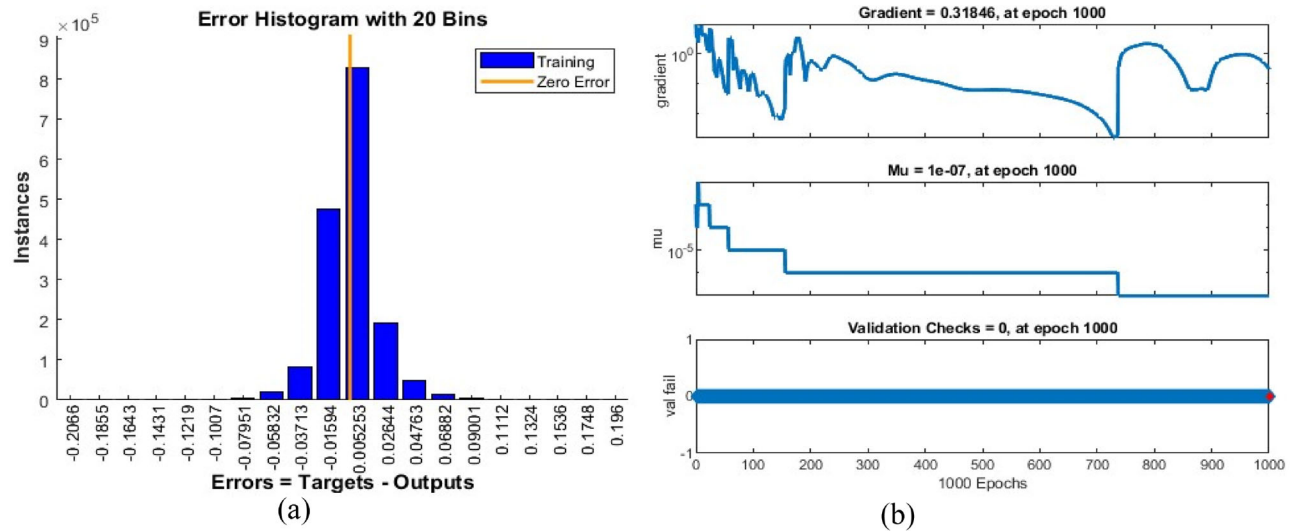 Error Histogram with 20 Bins
×10⁵
9
8
7
6
5
4
3
2
1
0
Instances
Training
Zero Error
-0.2066
-0.1855
-0.1643
-0.1431
-0.1219
-0.1007
-0.07951
-0.05832
-0.03713
-0.01594
0.005253
0.02644
0.04763
0.06882
0.09001
0.1112
0.1324
0.1536
0.1748
0.196
Errors = Targets - Outputs
(a)
Gradient = 0.31846, at epoch 1000
10⁰
gradient
Mu = 1e-07, at epoch 1000
10⁻⁵
mu
Validation Checks = 0, at epoch 1000
1
0
-1
val fail
0 100 200 300 400 500 600 700 800 900 1000
1000 Epochs
(b)